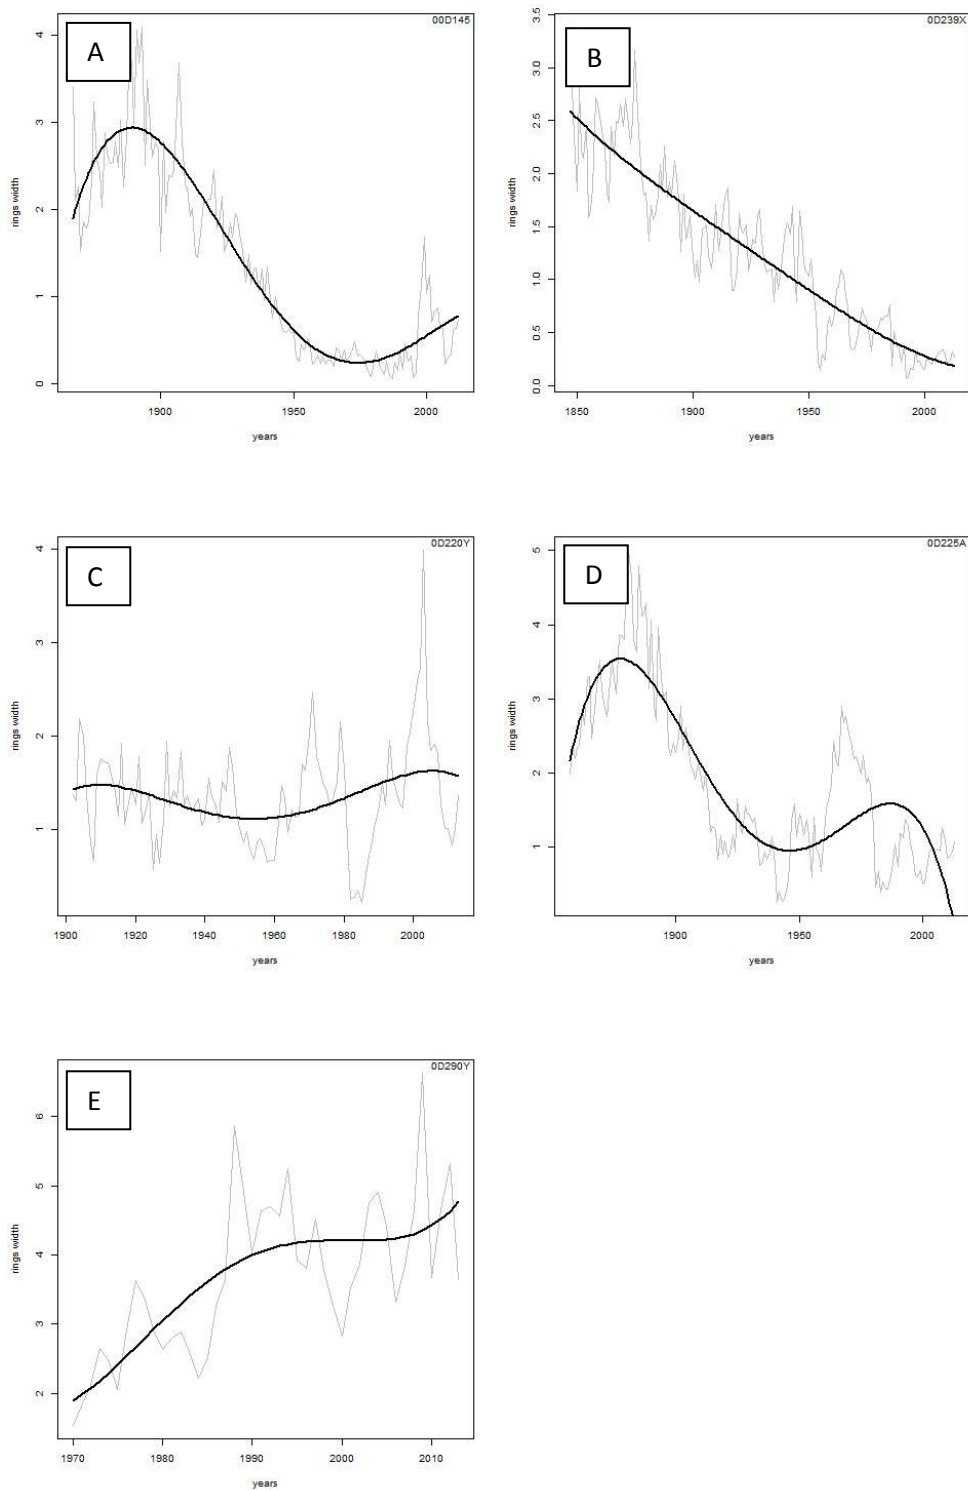 00D145
A
4
3
2
1
0
rings width
1900 1950 2000
years
0D239X
B
3.5
3.0
2.5
2.0
1.5
1.0
0.5
0.0
rings width
1850 1900 1950 2000
years
0D220Y
C
4
3
2
1
rings width
1900 1920 1940 1960 1980 2000
years
0D225A
D
5
4
3
2
1
rings width
1900 1950 2000
years
0D290Y
E
6
5
4
3
2
rings width
1970 1980 1990 2000 2010
years